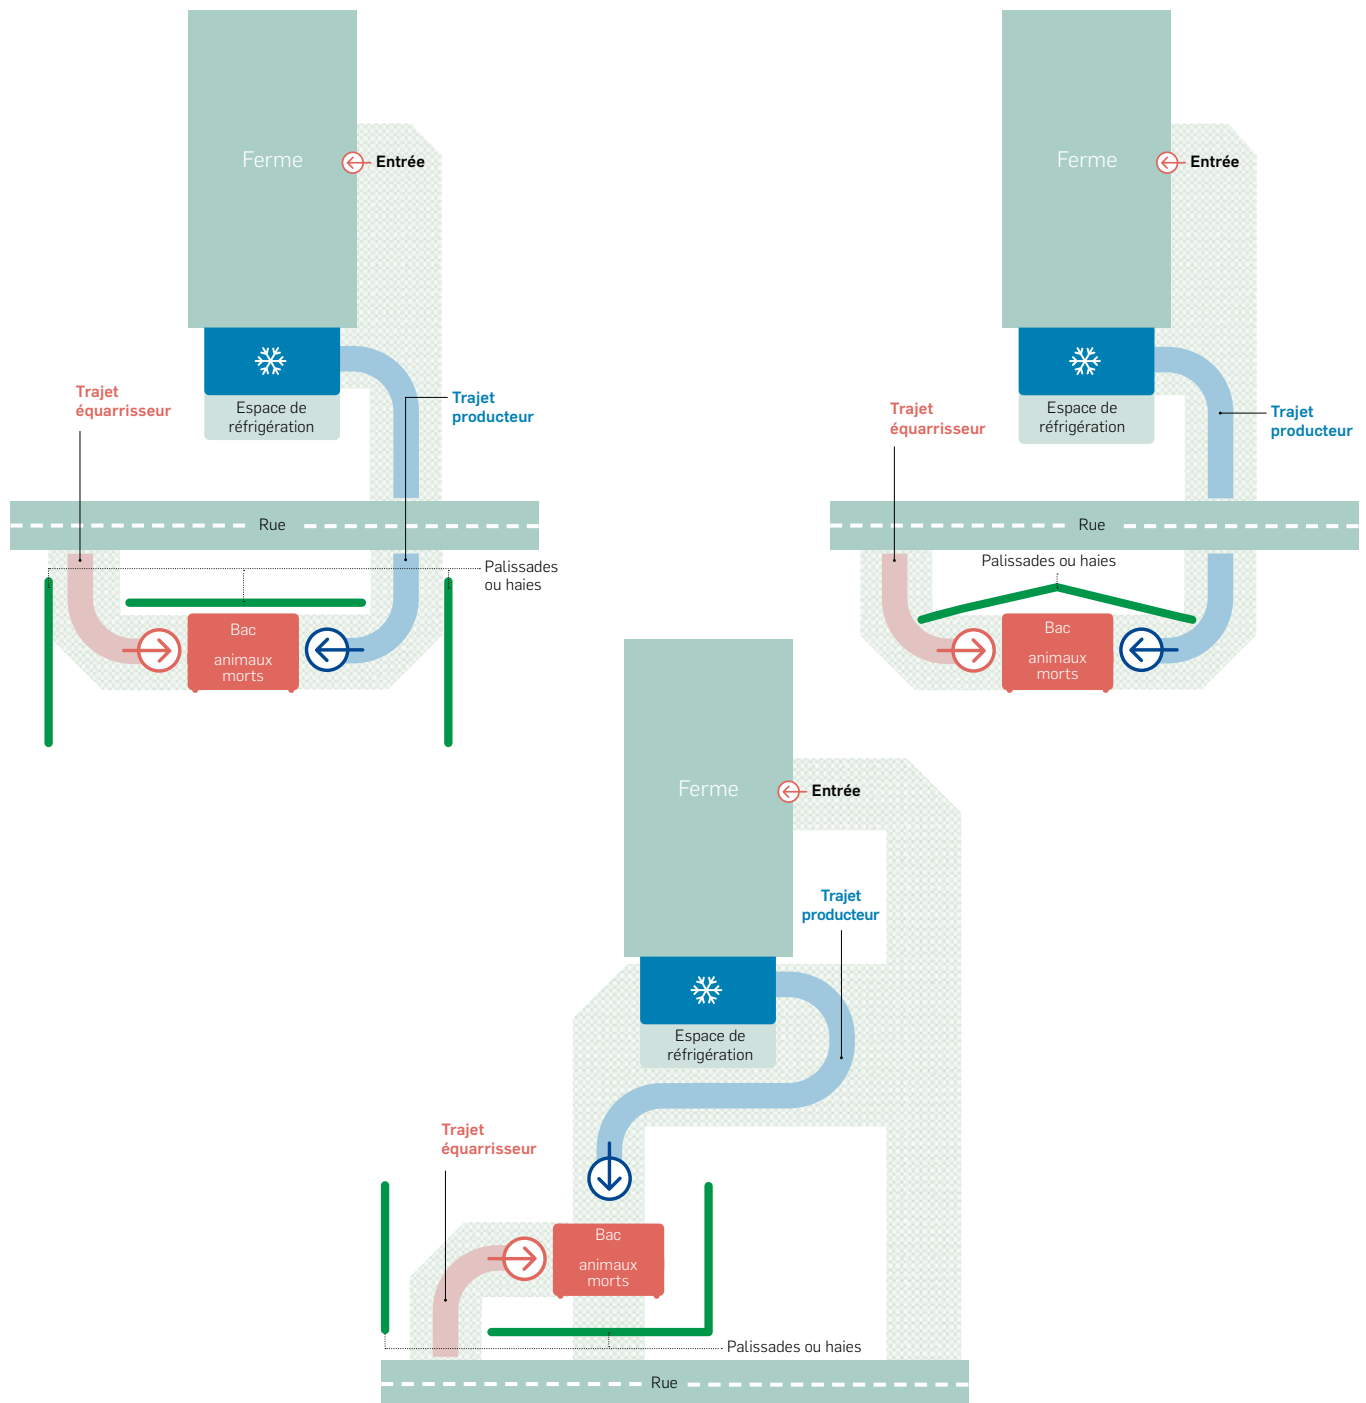 Ferme
Entrée
Trajet
équarrisseur
Espace de
réfrigération
Trajet
producteur
Rue
Palissades
ou haies
Bac
animaux
morts
Ferme
Entrée
Trajet
équarrisseur
Espace de
réfrigération
Trajet
producteur
Rue
Palissades ou haies
Bac
animaux
morts
Ferme
Entrée
Trajet
producteur
Espace de
réfrigération
Trajet
équarrisseur
Bac
animaux
morts
Palissades ou haies
Rue